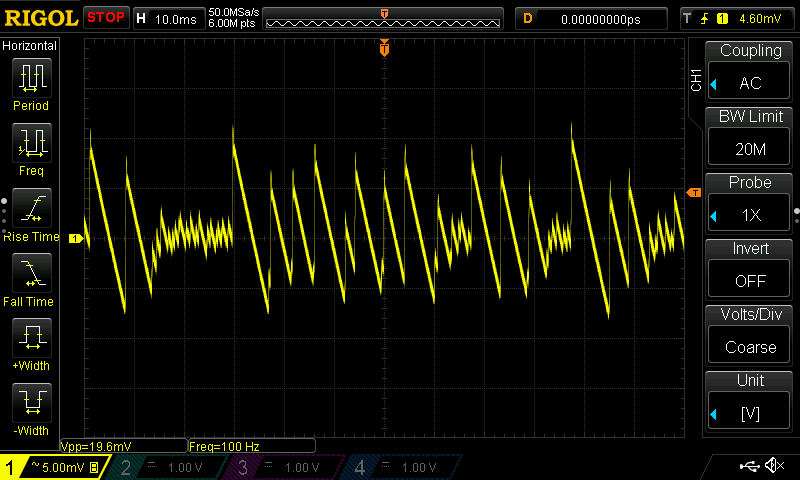 RIGOL STOP H 10.0ms 50.0MSa/s D 0.00000000ps T 1 4.60mV
6.00M pts
T
Horizontal
Period
Freq
Rise Time
Fall Time
+Width
-Width
1
T
CH1
Coupling
AC
BW Limit
20M
Probe
1X
Invert
OFF
Volts/Div
Coarse
Unit
[V]
Vpp=19.6mV Freq=100 Hz
1 ~ 5.00mV B 2 1.00 V 3 1.00 V 4 1.00 V